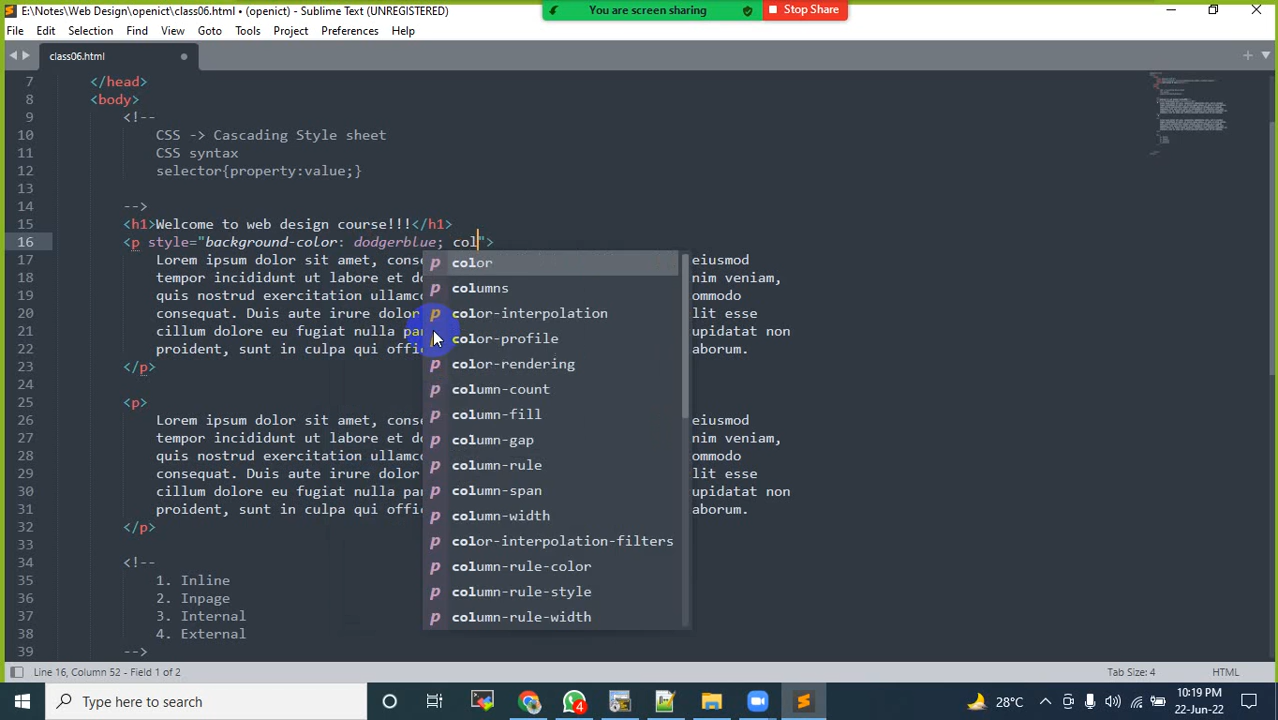 E:\Notes\Web Design\openict\class06.html • (openict) - Sublime Text (UNREGISTERED)
You are screen sharing
Stop Share
File Edit Selection Find View Goto Tools Project Preferences Help
class06.html
7 </head>
8 <body>
9 <!--
10 CSS -> Cascading Style sheet
11 CSS syntax
12 selector{property:value;}
13
14 -->
15 <h1>Welcome to web design course!!!</h1>
16 <p style="background-color: dodgerblue; col">
17 Lorem ipsum dolor sit amet, conse eiusmod
18 tempor incididunt ut labore et do nim veniam,
19 quis nostrud exercitation ullamc ommodo
20 consequat. Duis aute irure dolor lit esse
21 cillum dolore eu fugiat nulla pa upidatat non
22 proident, sunt in culpa qui offi aborum.
23 </p>
24
25 <p>
26 Lorem ipsum dolor sit amet, conse eiusmod
27 tempor incididunt ut labore et do nim veniam,
28 quis nostrud exercitation ullamc ommodo
29 consequat. Duis aute irure dolor lit esse
30 cillum dolore eu fugiat nulla pa upidatat non
31 proident, sunt in culpa qui offi aborum.
32 </p>
33
34 <!--
35 1. Inline
36 2. Inpage
37 3. Internal
38 4. External
39 -->
p color
p columns
p color-interpolation
p color-profile
p color-rendering
p column-count
p column-fill
p column-gap
p column-rule
p column-span
p column-width
p color-interpolation-filters
p column-rule-color
p column-rule-style
p column-rule-width
Line 16, Column 52 - Field 1 of 2
Tab Size: 4
HTML
Type here to search
4
28°C
10:19 PM
22-Jun-22